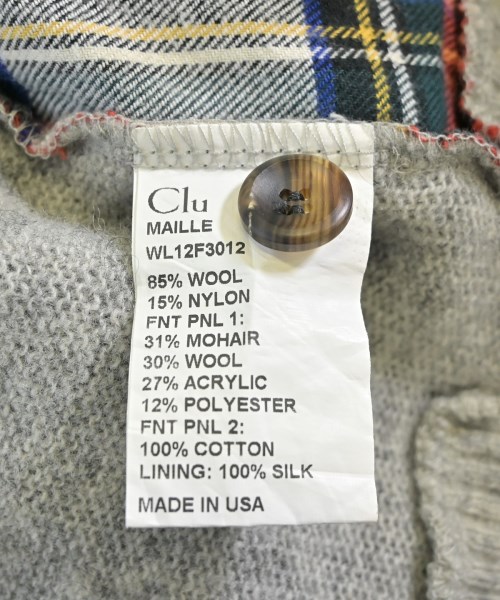 Clu
MAILLE
WL12F3012
85% WOOL
15% NYLON
FNT PNL 1:
31% MOHAIR
30% WOOL
27% ACRYLIC
12% POLYESTER
FNT PNL 2:
100% COTTON
LINING: 100% SILK
MADE IN USA